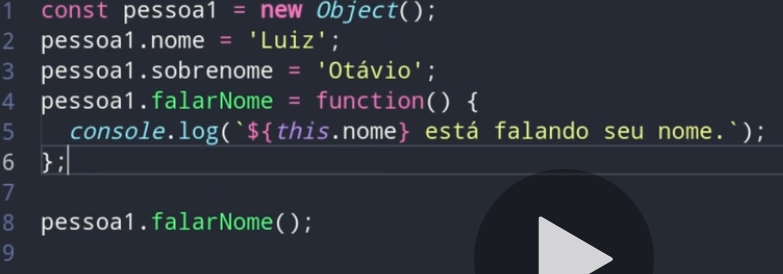 1 const pessoa1 = new Object();
2 pessoa1.nome = 'Luiz';
3 pessoa1.sobrenome = 'Otávio';
4 pessoa1.falarNome = function() {
5   console.log(`${this.nome} está falando seu nome.`);
6 };
7
8 pessoa1.falarNome();
9